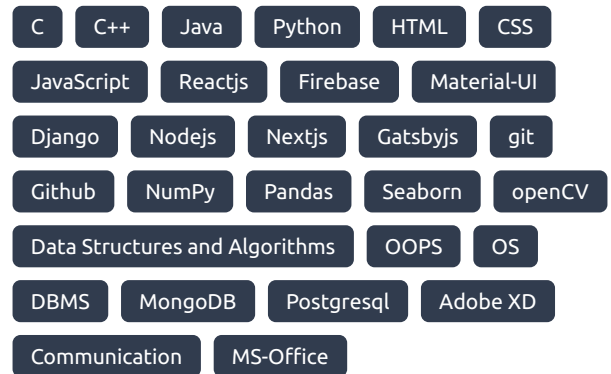 C C++ Java Python HTML CSS
JavaScript Reactjs Firebase Material-UI
Django Nodejs Nextjs Gatsbyjs git
Github NumPy Pandas Seaborn openCV
Data Structures and Algorithms OOPS OS
DBMS MongoDB Postgresql Adobe XD
Communication MS-Office